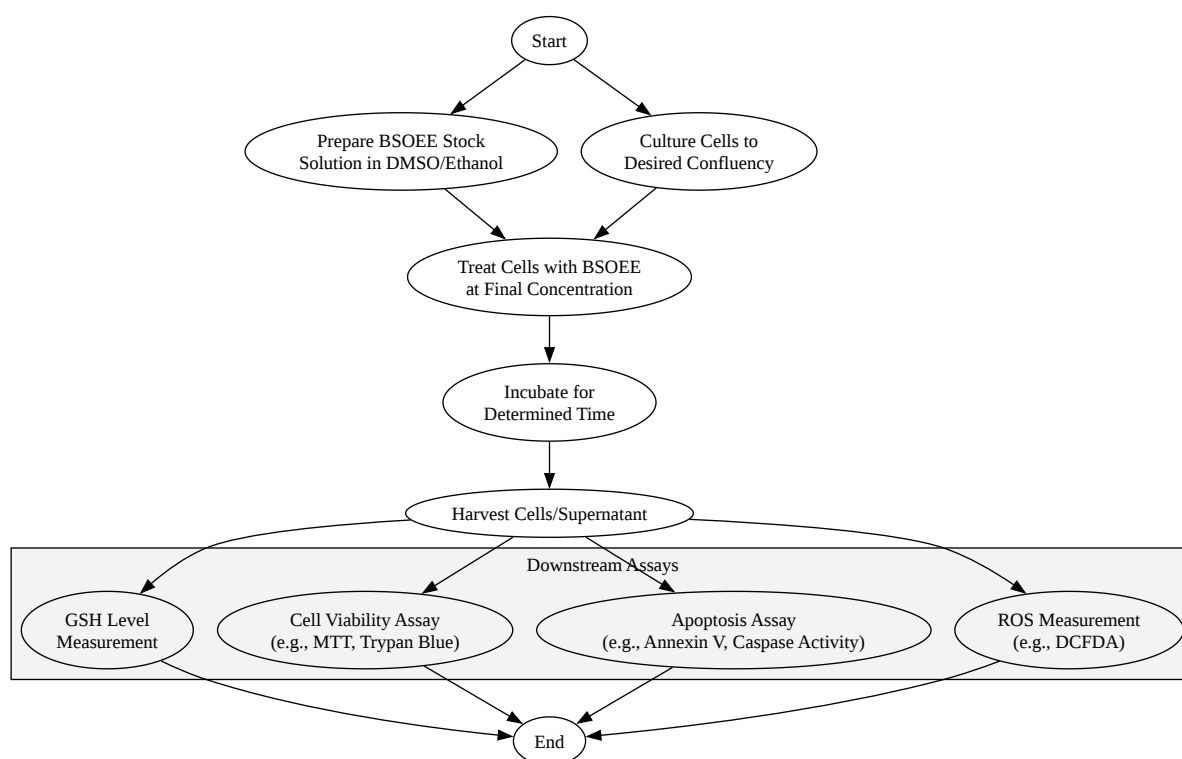 Start
Prepare BSOEE Stock
Solution in DMSO/Ethanol
Culture Cells to
Desired Confluency
Treat Cells with BSOEE
at Final Concentration
Incubate for
Determined Time
Harvest Cells/Supernatant
Downstream Assays
GSH Level
Measurement
Cell Viability Assay
(e.g., MTT, Trypan Blue)
Apoptosis Assay
(e.g., Annexin V, Caspase Activity)
ROS Measurement
(e.g., DCFDA)
End